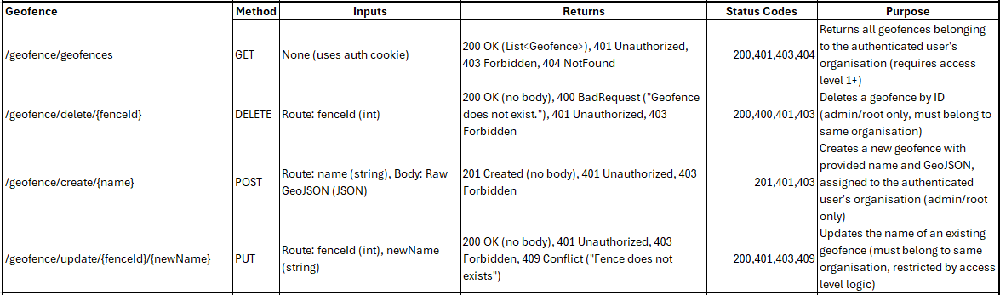 Geofence Method Inputs Returns Status Codes Purpose
/geofence/geofences
GET
None (uses auth cookie)
200 OK (List<Geofence>), 401 Unauthorized,
403 Forbidden, 404 NotFound
200,401,403,404
Returns all geofences belonging
to the authenticated user's
organisation (requires access
level 1+)
/geofence/delete/{fenceId}
DELETE
Route: fenceId (int)
200 OK (no body), 400 BadRequest ("Geofence
does not exist."), 401 Unauthorized, 403
Forbidden
200,400,401,403
Deletes a geofence by ID
(admin/root only, must belong to
same organisation)
/geofence/create/{name}
POST
Route: name (string), Body: Raw
GeoJSON (JSON)
201 Created (no body), 401 Unauthorized, 403
Forbidden
201,401,403
Creates a new geofence with
provided name and GeoJSON,
assigned to the authenticated
user's organisation (admin/root
only)
/geofence/update/{fenceId}/{newName}
PUT
Route: fenceId (int), newName
(string)
200 OK (no body), 401 Unauthorized, 403
Forbidden, 409 Conflict ("Fence does not
exists")
200,401,403,409
Updates the name of an existing
geofence (must belong to same
organisation, restricted by access
level logic)